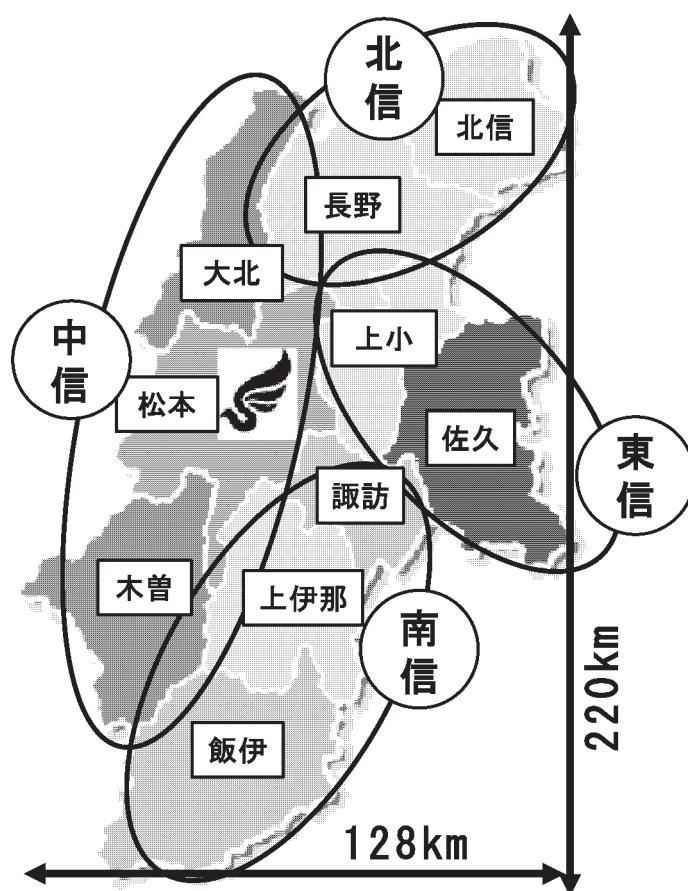 北
信
北信
長野
大北
上小
中
信
松本
佐久
東
信
諏訪
木曽
上伊那
南
信
飯伊
220km
128km